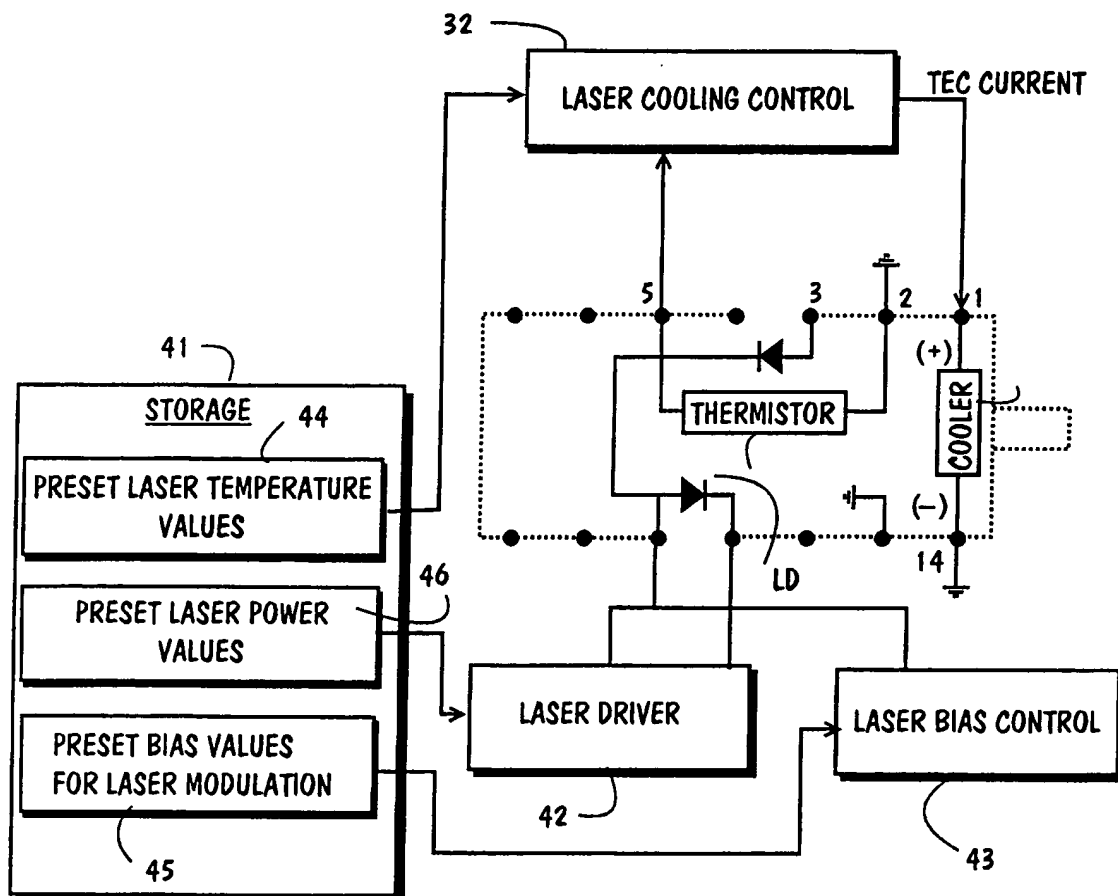 32
LASER COOLING CONTROL
TEC CURRENT
5
3
2
1
(+)
41
STORAGE
44
THERMISTOR
COOLER
PRESET LASER TEMPERATURE
VALUES
(−)
14
LD
46
PRESET LASER POWER
VALUES
LASER DRIVER
LASER BIAS CONTROL
PRESET BIAS VALUES
FOR LASER MODULATION
42
43
45